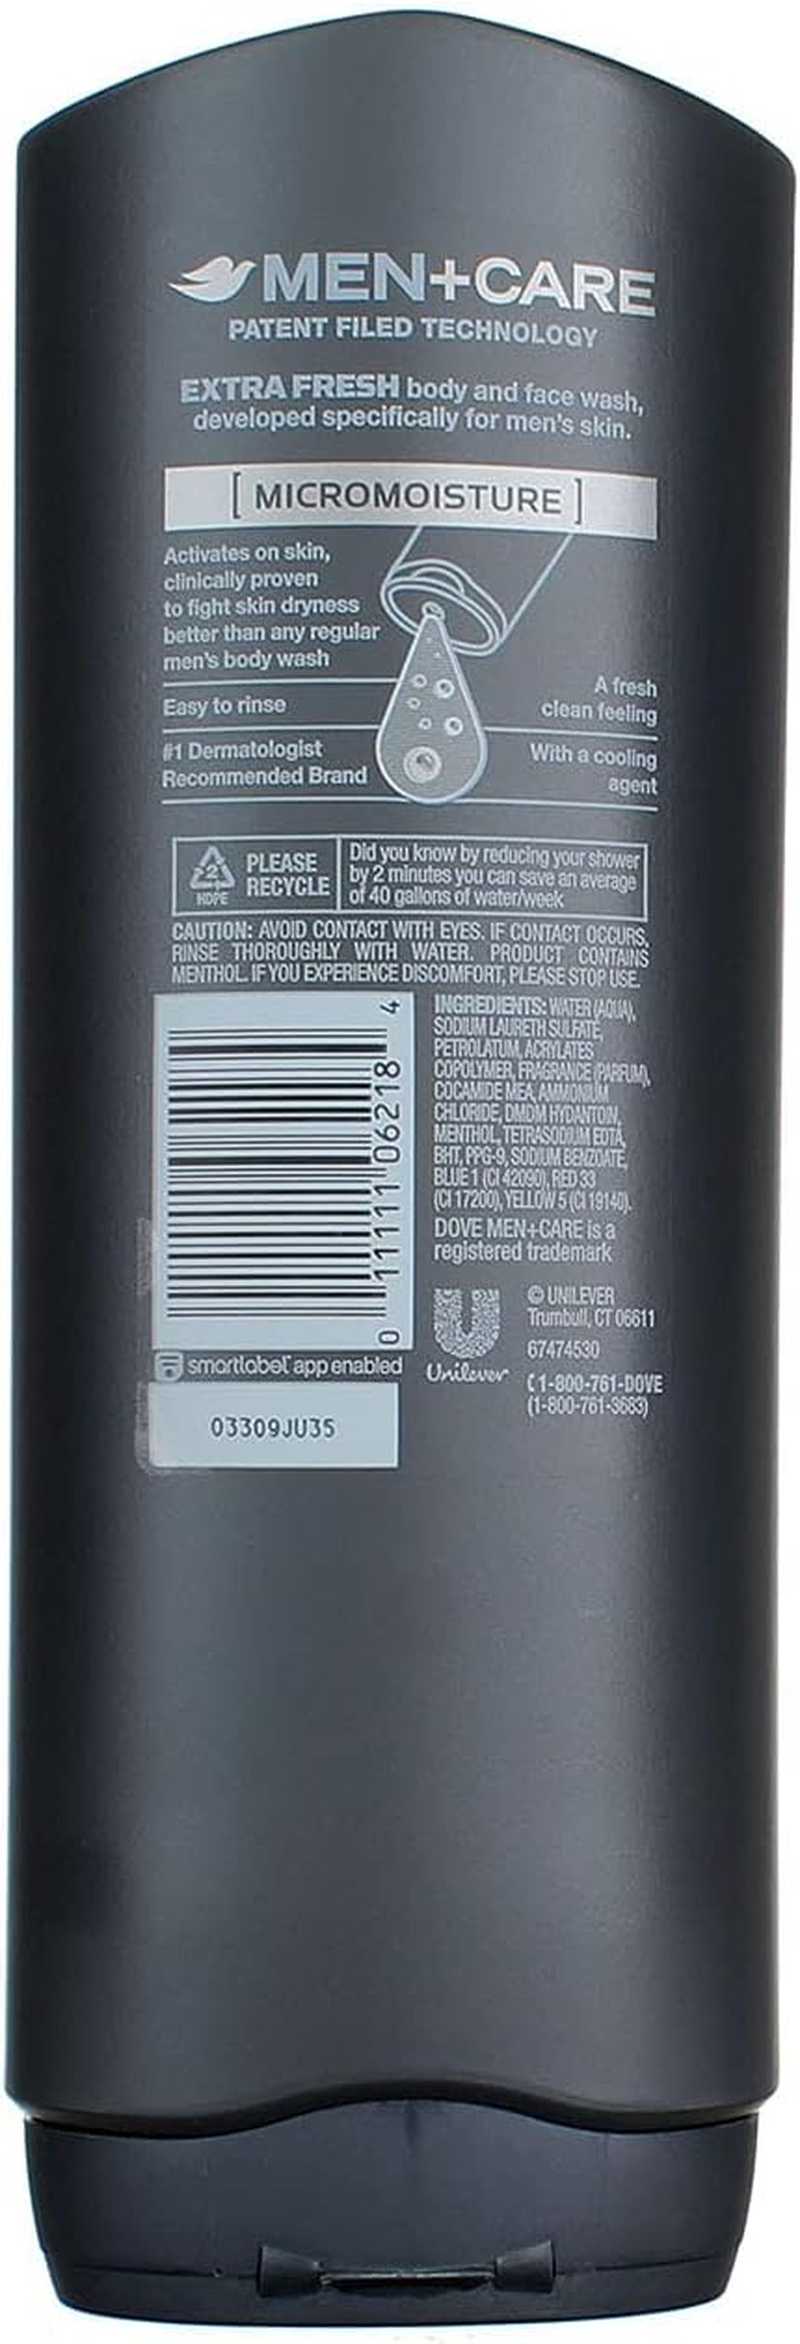 MEN+CARE
PATENT FILED TECHNOLOGY
EXTRA FRESH body and face wash,
developed specifically for men's skin.
[ MICROMOISTURE ]
Activates on skin,
clinically proven
to fight skin dryness
better than any regular
men's body wash
Easy to rinse
#1 Dermatologist
Recommended Brand
A fresh
clean feeling
With a cooling
agent
2
HDPE
PLEASE
RECYCLE
Did you know by reducing your shower
by 2 minutes you can save an average
of 40 gallons of water/week
CAUTION: AVOID CONTACT WITH EYES. IF CONTACT OCCURS,
RINSE THOROUGHLY WITH WATER. PRODUCT CONTAINS
MENTHOL. IF YOU EXPERIENCE DISCOMFORT, PLEASE STOP USE.
0 11111 06218 4
smartlabel app enabled
03309JU35
INGREDIENTS: WATER (AQUA),
SODIUM LAURETH SULFATE,
PETROLATUM, ACRYLATES
COPOLYMER, FRAGRANCE (PARFUM),
COCAMIDE MEA, AMMONIUM
CHLORIDE, DMDM HYDANTOIN,
MENTHOL, TETRASODIUM EDTA,
BHT, PPG-9, SODIUM BENZOATE,
BLUE 1 (CI 42090), RED 33
(CI 17200), YELLOW 5 (CI 19140).
DOVE MEN+CARE is a
registered trademark
Unilever
© UNILEVER
Trumbull, CT 06611
67474530
1-800-761-DOVE
(1-800-761-3683)